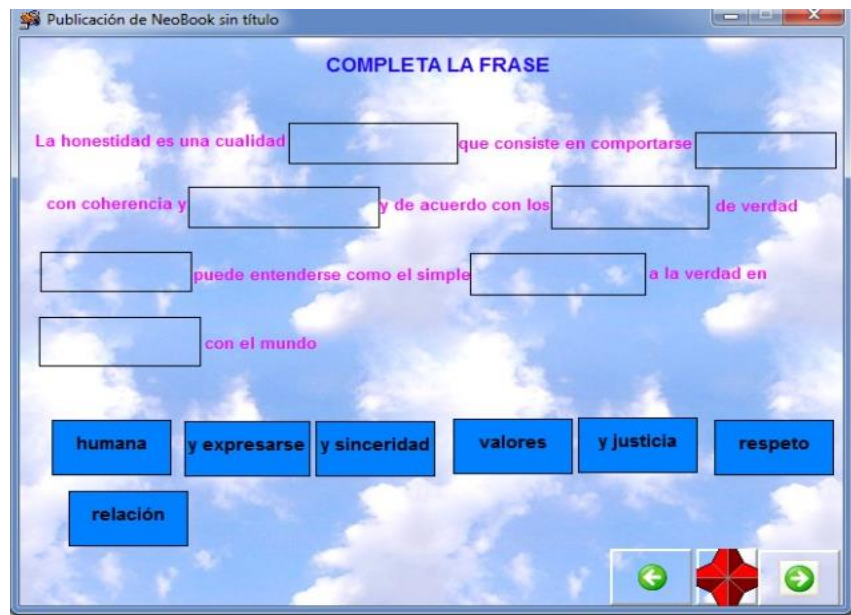 Publicación de NeoBook sin título
COMPLETA LA FRASE
La honestidad es una cualidad que consiste en comportarse
con coherencia y y de acuerdo con los de verdad
puede entenderse como el simple a la verdad en
con el mundo
humana y expresarse y sinceridad valores y justicia respeto
relación